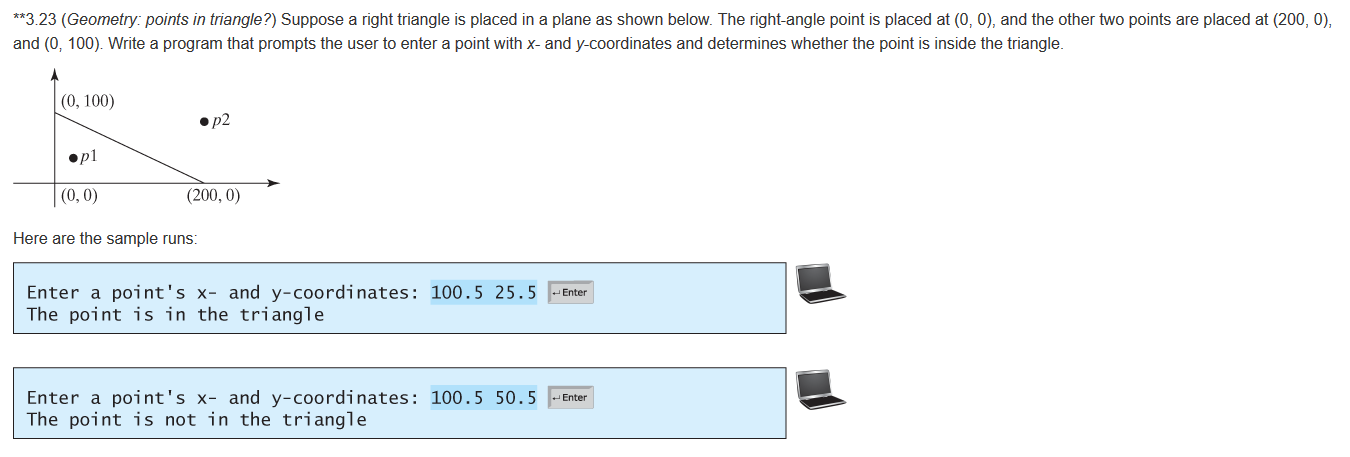 **3.23 (Geometry: points in triangle?) Suppose a right triangle is placed in a plane as shown below. The right-angle point is placed at (0, 0), and the other two points are placed at (200, 0),
and (0, 100). Write a program that prompts the user to enter a point with x- and y-coordinates and determines whether the point is inside the triangle.
(0, 100)
p2
p1
(0, 0)
(200, 0)
Here are the sample runs:
Enter a point's x- and y-coordinates: 100.5 25.5 ↵Enter
The point is in the triangle
Enter a point's x- and y-coordinates: 100.5 50.5 ↵Enter
The point is not in the triangle